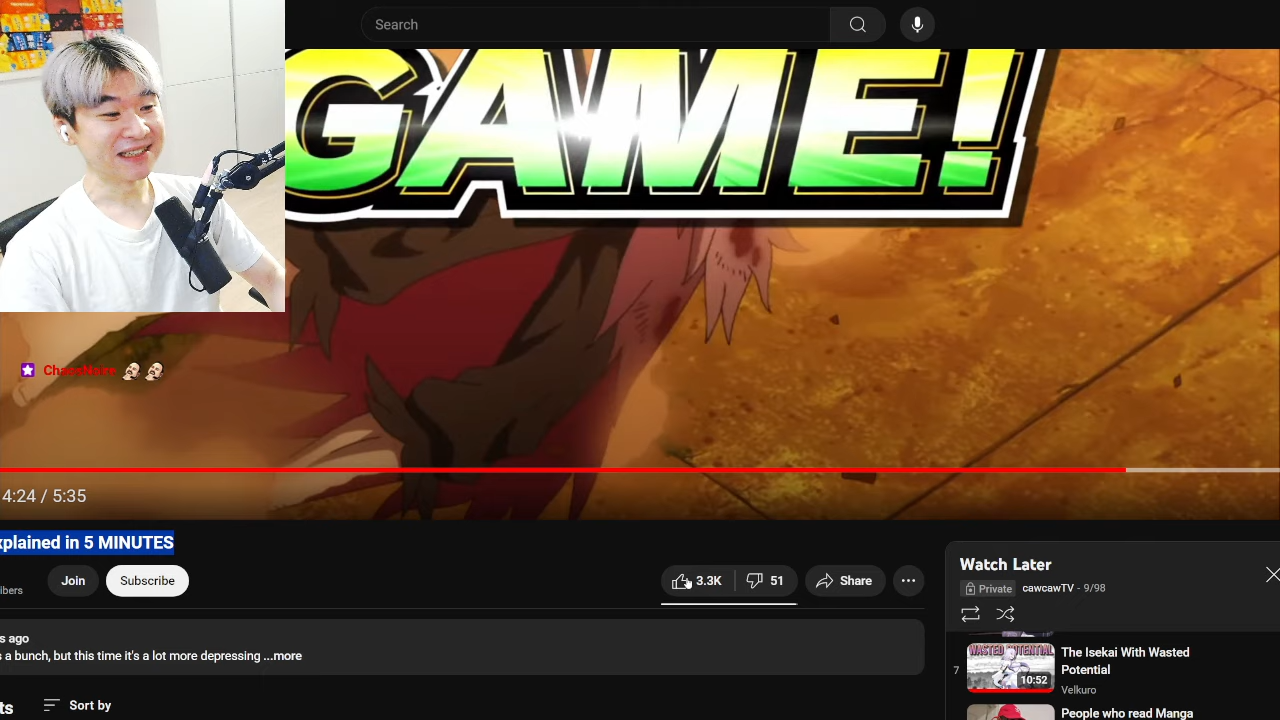 Search
GAME!
ChaosNoze
4:24 / 5:35
xplained in 5 MINUTES
ibers
Join
Subscribe
3.3K
51
Share
s ago
s a bunch, but this time it's a lot more depressing ...more
ts
Sort by
Watch Later
Private
cawcawTV - 9/98
7
WASTED POTENTIAL
10:52
The Isekai With Wasted
Potential
Velkuro
People who read Manga